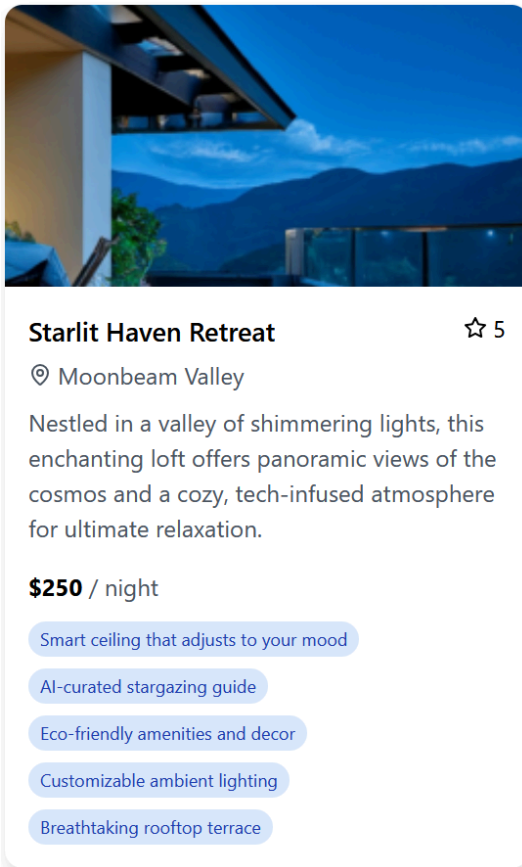 Starlit Haven Retreat
5
Moonbeam Valley
Nestled in a valley of shimmering lights, this
enchanting loft offers panoramic views of the
cosmos and a cozy, tech-infused atmosphere
for ultimate relaxation.
$250 / night
Smart ceiling that adjusts to your mood
AI-curated stargazing guide
Eco-friendly amenities and decor
Customizable ambient lighting
Breathtaking rooftop terrace